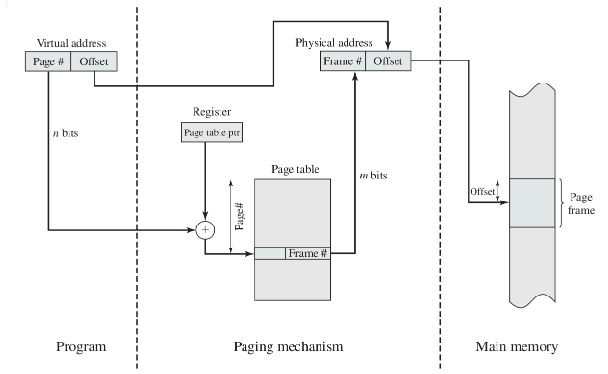 Virtual address
Page # Offset
Physical address
Frame # Offset
n bits
Register
Page table ptr
Page table
m bits
Page#
+
Frame #
Offset
Page
frame
Program
Paging mechanism
Main memory